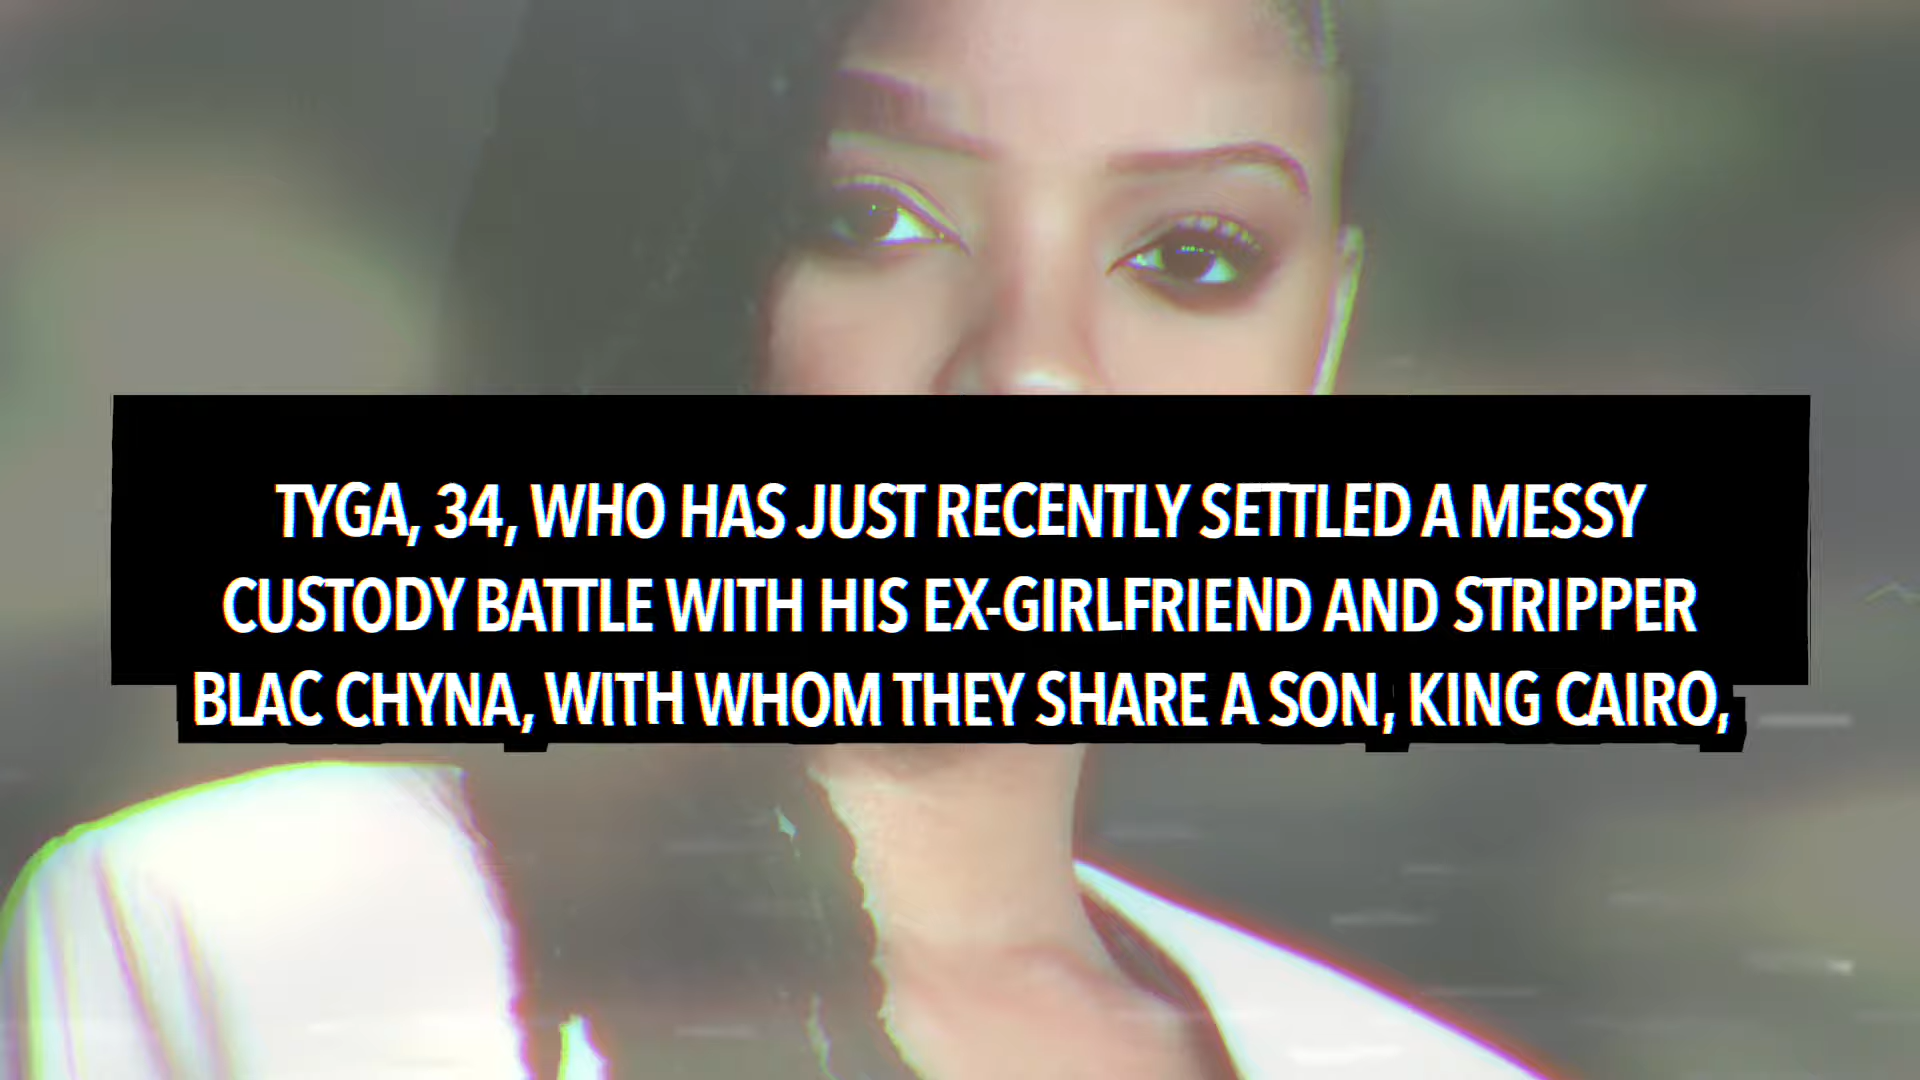 TYGA, 34, WHO HAS JUST RECENTLY SETTLED A MESSY
CUSTODY BATTLE WITH HIS EX-GIRLFRIEND AND STRIPPER
BLAC CHYNA, WITH WHOM THEY SHARE A SON, KING CAIRO,